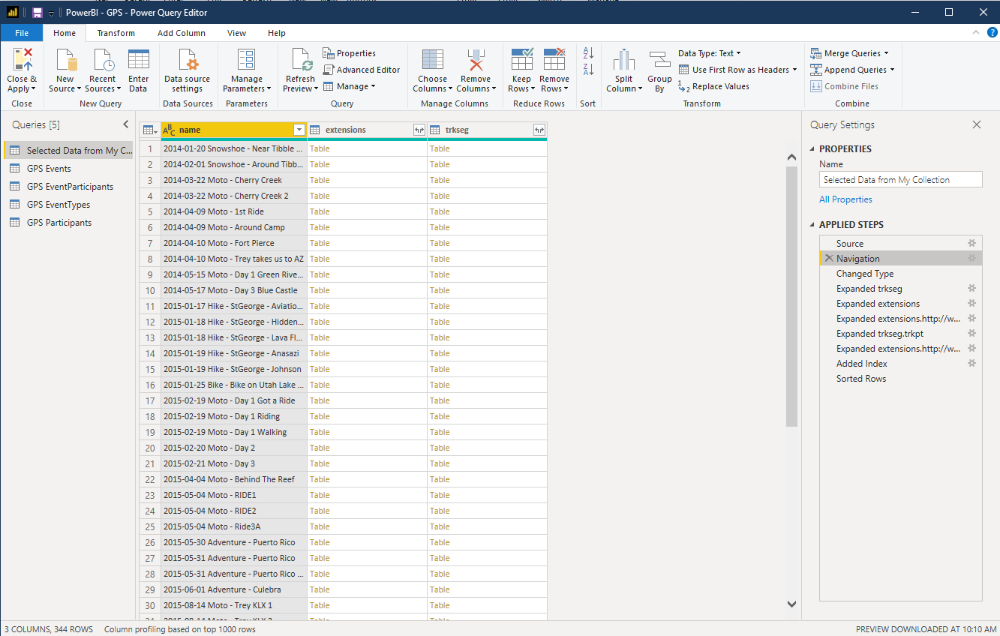 PowerBI - GPS - Power Query Editor
File Home Transform Add Column View Help
Close & Apply
Close
New Source
Recent Sources
Enter Data
New Query
Data source settings
Data Sources
Manage Parameters
Parameters
Refresh Preview
Properties
Advanced Editor
Manage
Query
Choose Columns
Remove Columns
Manage Columns
Keep Rows
Remove Rows
Reduce Rows
Sort
Split Column
Group By
Data Type: Text
Use First Row as Headers
Replace Values
Transform
Merge Queries
Append Queries
Combine Files
Combine
Queries [5]
Selected Data from My C...
GPS Events
GPS EventParticipants
GPS EventTypes
GPS Participants
name extensions trkseg
1 2014-01-20 Snowshoe - Near Tibble ... Table Table
2 2014-02-01 Snowshoe - Around Tibb... Table Table
3 2014-03-22 Moto - Cherry Creek Table Table
4 2014-03-22 Moto - Cherry Creek 2 Table Table
5 2014-04-09 Moto - 1st Ride Table Table
6 2014-04-09 Moto - Around Camp Table Table
7 2014-04-10 Moto - Fort Pierce Table Table
8 2014-04-10 Moto - Trey takes us to AZ Table Table
9 2014-05-15 Moto - Day 1 Green Rive... Table Table
10 2014-05-17 Moto - Day 3 Blue Castle Table Table
11 2015-01-17 Hike - StGeorge - Aviatio... Table Table
12 2015-01-18 Hike - StGeorge - Hidden... Table Table
13 2015-01-18 Hike - StGeorge - Lava Fl... Table Table
14 2015-01-19 Hike - StGeorge - Anasazi Table Table
15 2015-01-19 Hike - StGeorge - Johnson Table Table
16 2015-01-25 Bike - Bike on Utah Lake ... Table Table
17 2015-02-19 Moto - Day 1 Got a Ride Table Table
18 2015-02-19 Moto - Day 1 Riding Table Table
19 2015-02-19 Moto - Day 1 Walking Table Table
20 2015-02-20 Moto - Day 2 Table Table
21 2015-02-21 Moto - Day 3 Table Table
22 2015-04-04 Moto - Behind The Reef Table Table
23 2015-05-04 Moto - RIDE1 Table Table
24 2015-05-04 Moto - RIDE2 Table Table
25 2015-05-04 Moto - Ride3A Table Table
26 2015-05-30 Adventure - Puerto Rico Table Table
27 2015-05-31 Adventure - Puerto Rico Table Table
28 2015-05-31 Adventure - Puerto Rico ... Table Table
29 2015-06-01 Adventure - Culebra Table Table
30 2015-08-14 Moto - Trey KLX 1 Table Table
Query Settings
PROPERTIES
Name
Selected Data from My Collection
All Properties
APPLIED STEPS
Source
Navigation
Changed Type
Expanded trkseg
Expanded extensions
Expanded extensions.http://w...
Expanded trkseg.trkpt
Expanded extensions.http://w...
Added Index
Sorted Rows
3 COLUMNS, 344 ROWS Column profiling based on top 1000 rows
PREVIEW DOWNLOADED AT 10:10 AM